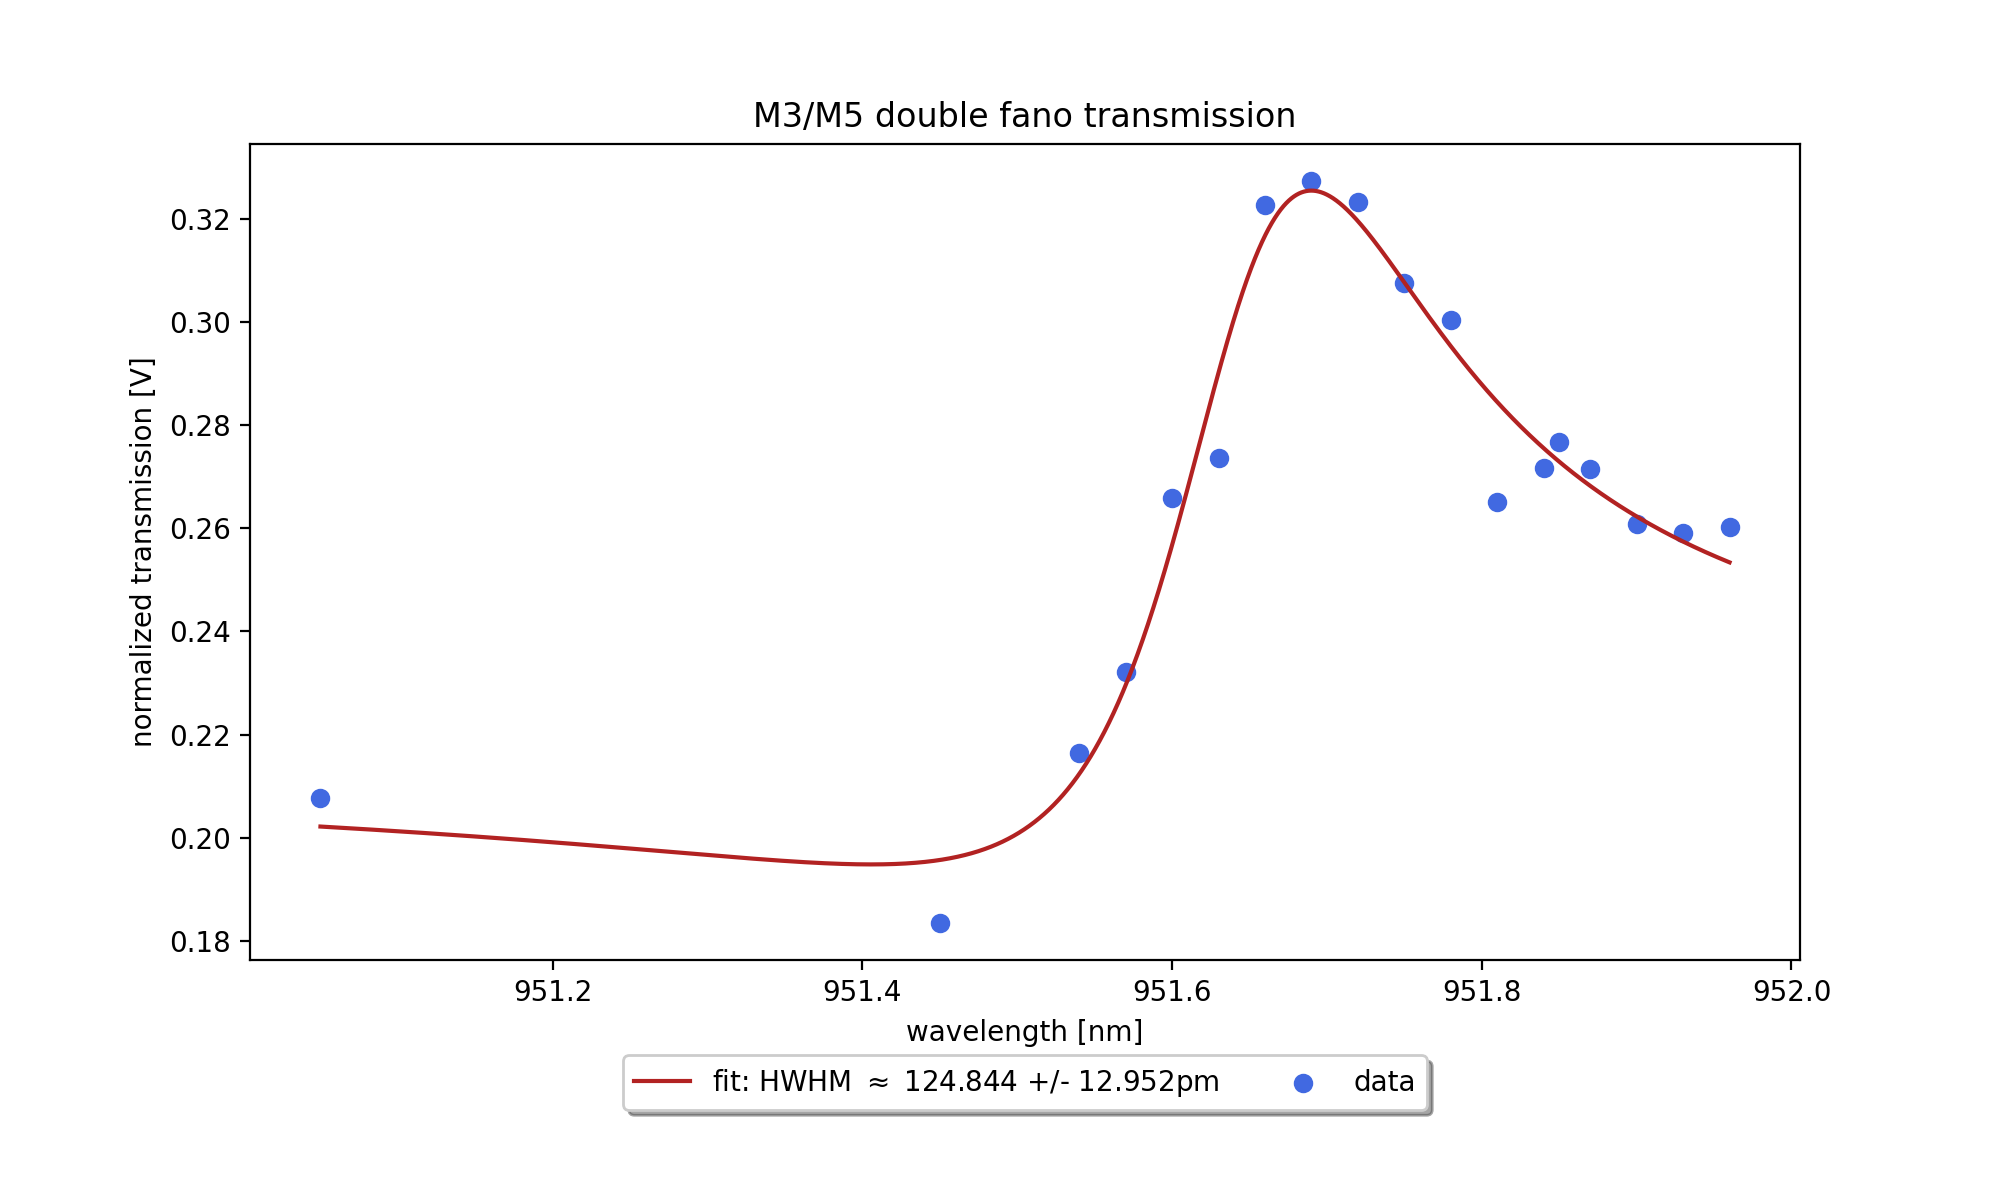 M3/M5 double fano transmission
normalized transmission [V]
0.32
0.30
0.28
0.26
0.24
0.22
0.20
0.18
951.2 951.4 951.6 951.8 952.0
wavelength [nm]
fit: HWHM ≈ 124.844 +/- 12.952pm data